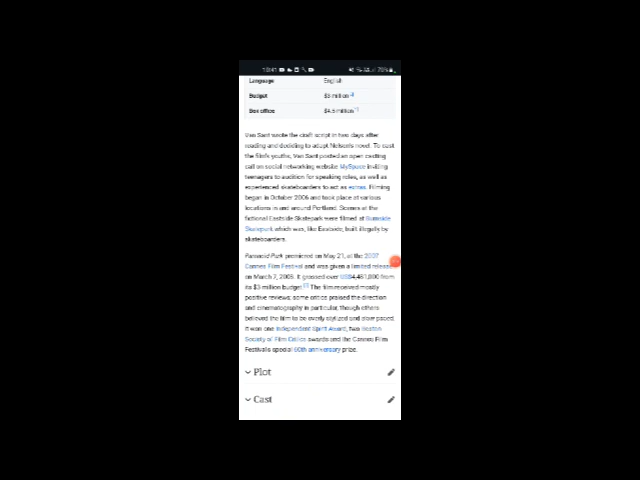 10:41
75%
Language English
Budget $3 million
Box office $4.5 million
Van Sant wrote the draft script in two days after
reading and deciding to adapt Nelson's novel. To cast
the film's youths, Van Sant posted an open casting
call on social networking website MySpace inviting
teenagers to audition for speaking roles, as well as
experienced skateboarders to act as extras. Filming
began in October 2006 and took place at various
locations in and around Portland. Scenes at the
fictional Eastside Skatepark were filmed at Burnside
Skatepark which was, like Eastside, built illegally by
skateboarders.
Paranoid Park premiered on May 21, at the 2007
Cannes Film Festival and was given a limited release
on March 7, 2008. It grossed over US$4,481,800 from
its $3 million budget. The film received mostly
positive reviews; some critics praised the direction
and cinematography in particular, though others
believed the film to be overly stylized and slow paced.
It won one Independent Spirit Award, two Boston
Society of Film Critics awards and the Cannes Film
Festival's special 60th anniversary prize.
Plot
Cast